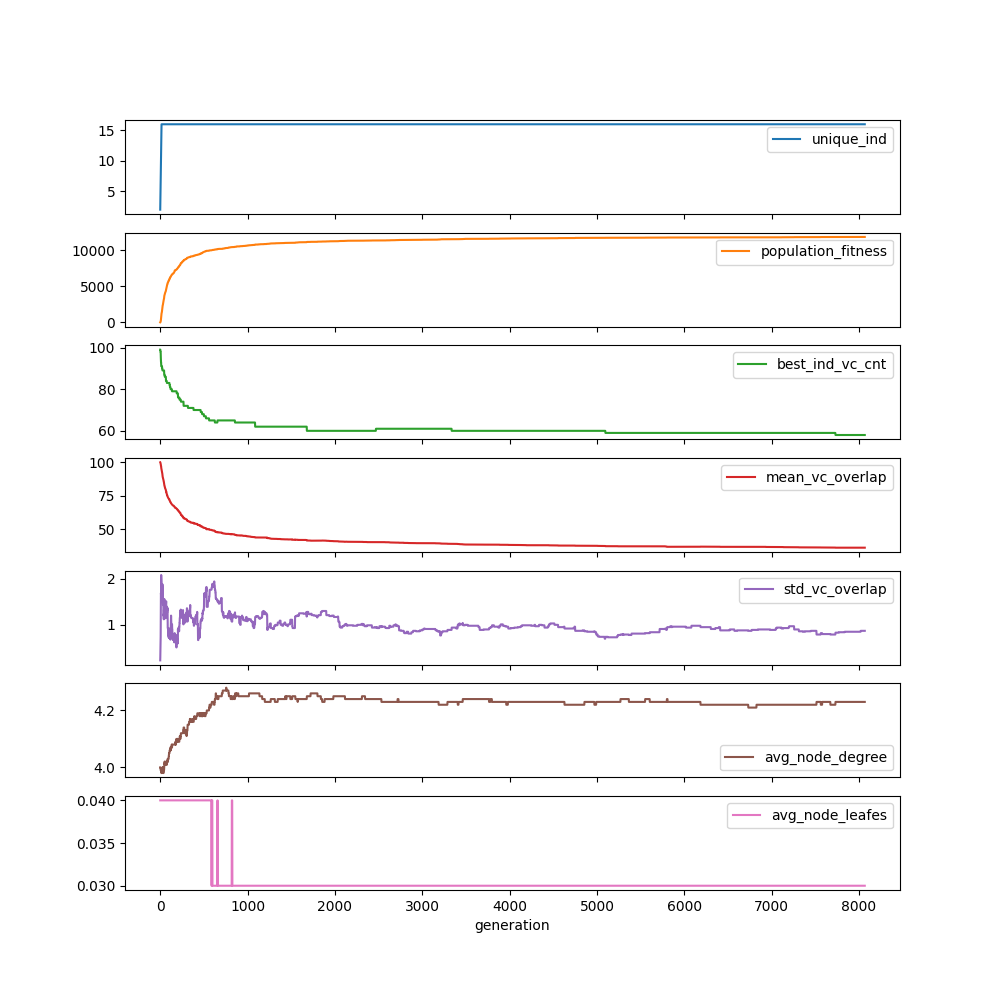 15
10
5
unique_ind
10000
5000
0
population_fitness
100
80
60
best_ind_vc_cnt
100
75
50
mean_vc_overlap
2
1
std_vc_overlap
4.2
4.0
avg_node_degree
0.040
0.035
0.030
avg_node_leafes
0 1000 2000 3000 4000 5000 6000 7000 8000
generation